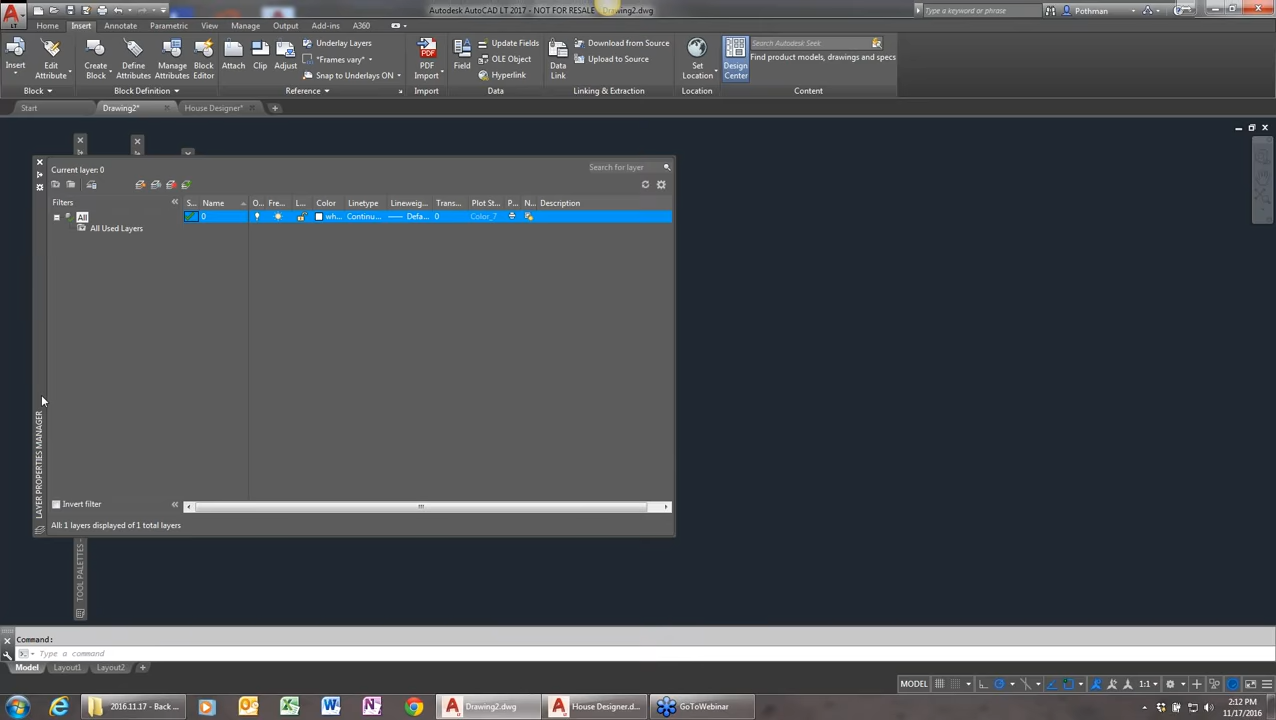 Autodesk AutoCAD LT 2017 - NOT FOR RESALE Drawing2.dwg
Type a keyword or phrase
Pothman
LT
Home Insert Annotate Parametric View Manage Output Add-ins A360
Insert
Edit Attribute
Create Block
Define Attributes
Manage Attributes
Block Editor
Attach
Clip
Adjust
Underlay Layers
*Frames vary*
Snap to Underlays ON
PDF
PDF Import
Field
Update Fields
OLE Object
Hyperlink
Data Link
Download from Source
Upload to Source
Set Location
Design Center
Search Autodesk Seek
Find product models, drawings and specs
Block Block Definition Reference Import Data Linking & Extraction Location Content
Start Drawing2* House Designer*
Current layer: 0
Search for layer
Filters
S... Name O... Fre... L... Color Linetype Lineweig... Trans... Plot St... P... N... Description
All
0 wh... Continu... Defa... 0 Color_7
All Used Layers
Invert filter
All: 1 layers displayed of 1 total layers
LAYER PROPERTIES MANAGER
TOOL PALETTES -
Command:
Type a command
Model Layout1 Layout2
MODEL 1:1
2016.11.17 - Back ...
Drawing2.dwg
House Designer.d...
GoToWebinar
2:12 PM
11/17/2016